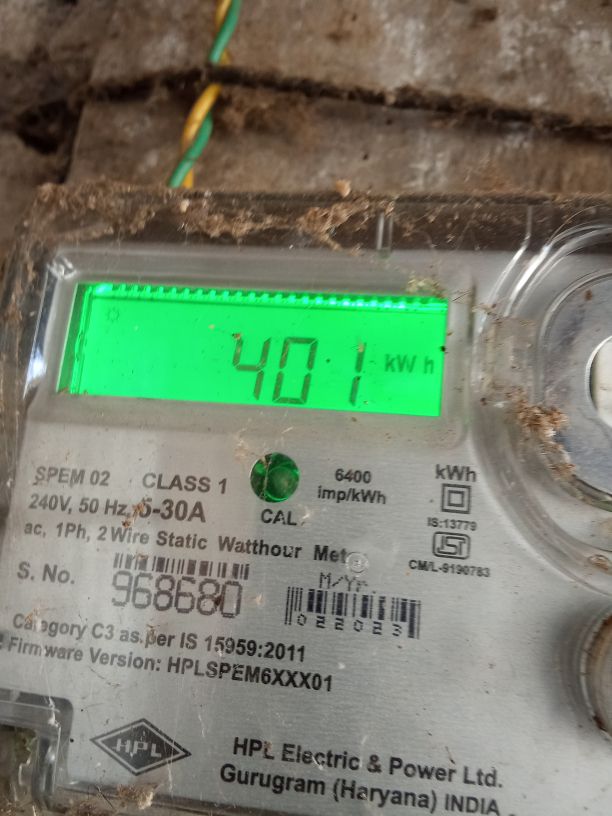 401 kWh
SPEM 02 CLASS 1
6400 imp/kWh
kWh
240V, 50 Hz, 5-30A
CAL
IS:13779
ac, 1Ph, 2 Wire Static Watthour
CM/L-9190783
S. No. 968680
M/Yr.
022023
Category C3 as per IS 15959:2011
Firmware Version: HPLSPEM6XXX01
HPL
HPL Electric & Power Ltd.
Gurugram (Haryana) INDIA